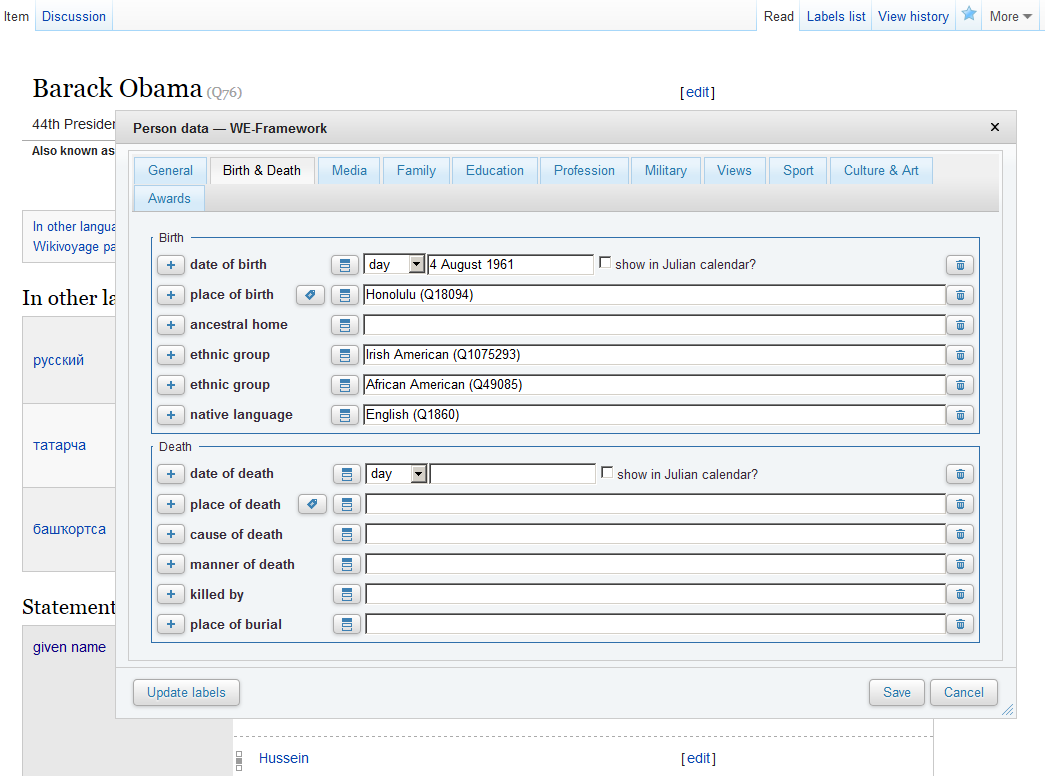 Item Discussion Read Labels list View history More
Barack Obama (Q76) [edit]
44th Presiden
Also known as
Person data — WE-Framework ×
General Birth & Death Media Family Education Profession Military Views Sport Culture & Art
Awards
In other langua
Wikivoyage pa
In other la
русский
татарча
башҡортса
Statement
given name
Birth
+ date of birth day 4 August 1961 show in Julian calendar?
+ place of birth Honolulu (Q18094)
+ ancestral home
+ ethnic group Irish American (Q1075293)
+ ethnic group African American (Q49085)
+ native language English (Q1860)
Death
+ date of death day show in Julian calendar?
+ place of death
+ cause of death
+ manner of death
+ killed by
+ place of burial
Update labels Save Cancel
Hussein [edit]